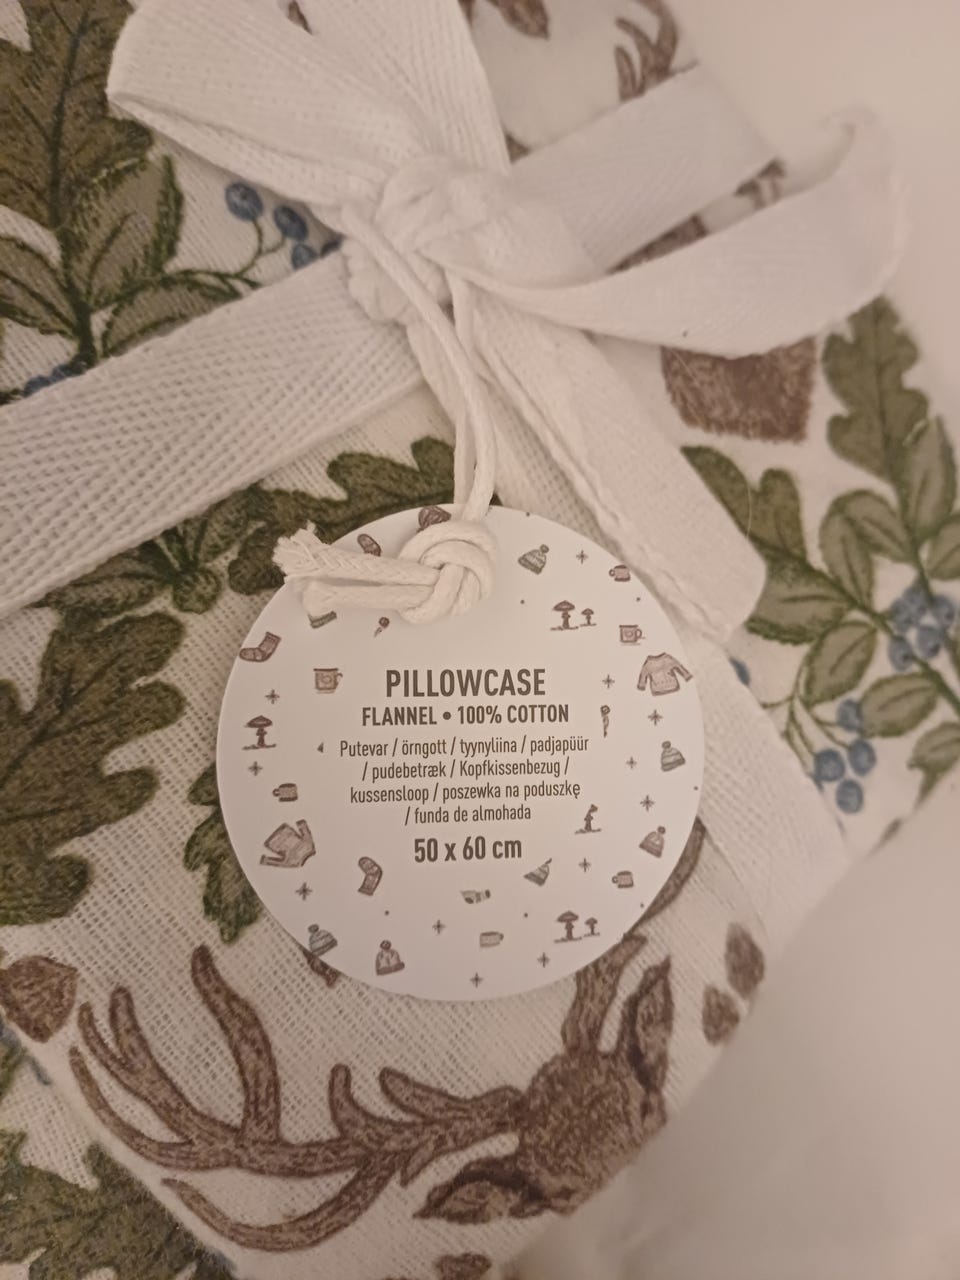 PILLOWCASE
FLANNEL • 100% COTTON
Putevar / örngott / tyynyliina / padjapüür
/ pudebetræk / Kopfkissenbezug /
kussensloop / poszewka na poduszkę
/ funda de almohada
50 x 60 cm